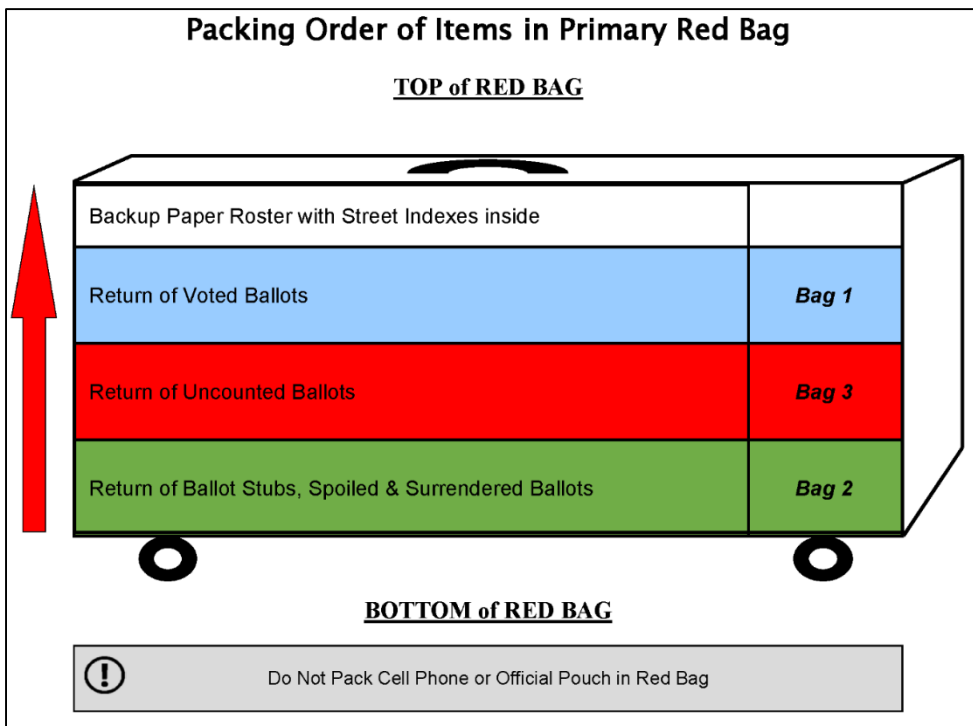 Packing Order of Items in Primary Red Bag
TOP of RED BAG
Backup Paper Roster with Street Indexes inside
Return of Voted Ballots
Bag 1
Return of Uncounted Ballots
Bag 3
Return of Ballot Stubs, Spoiled & Surrendered Ballots
Bag 2
BOTTOM of RED BAG
Do Not Pack Cell Phone or Official Pouch in Red Bag